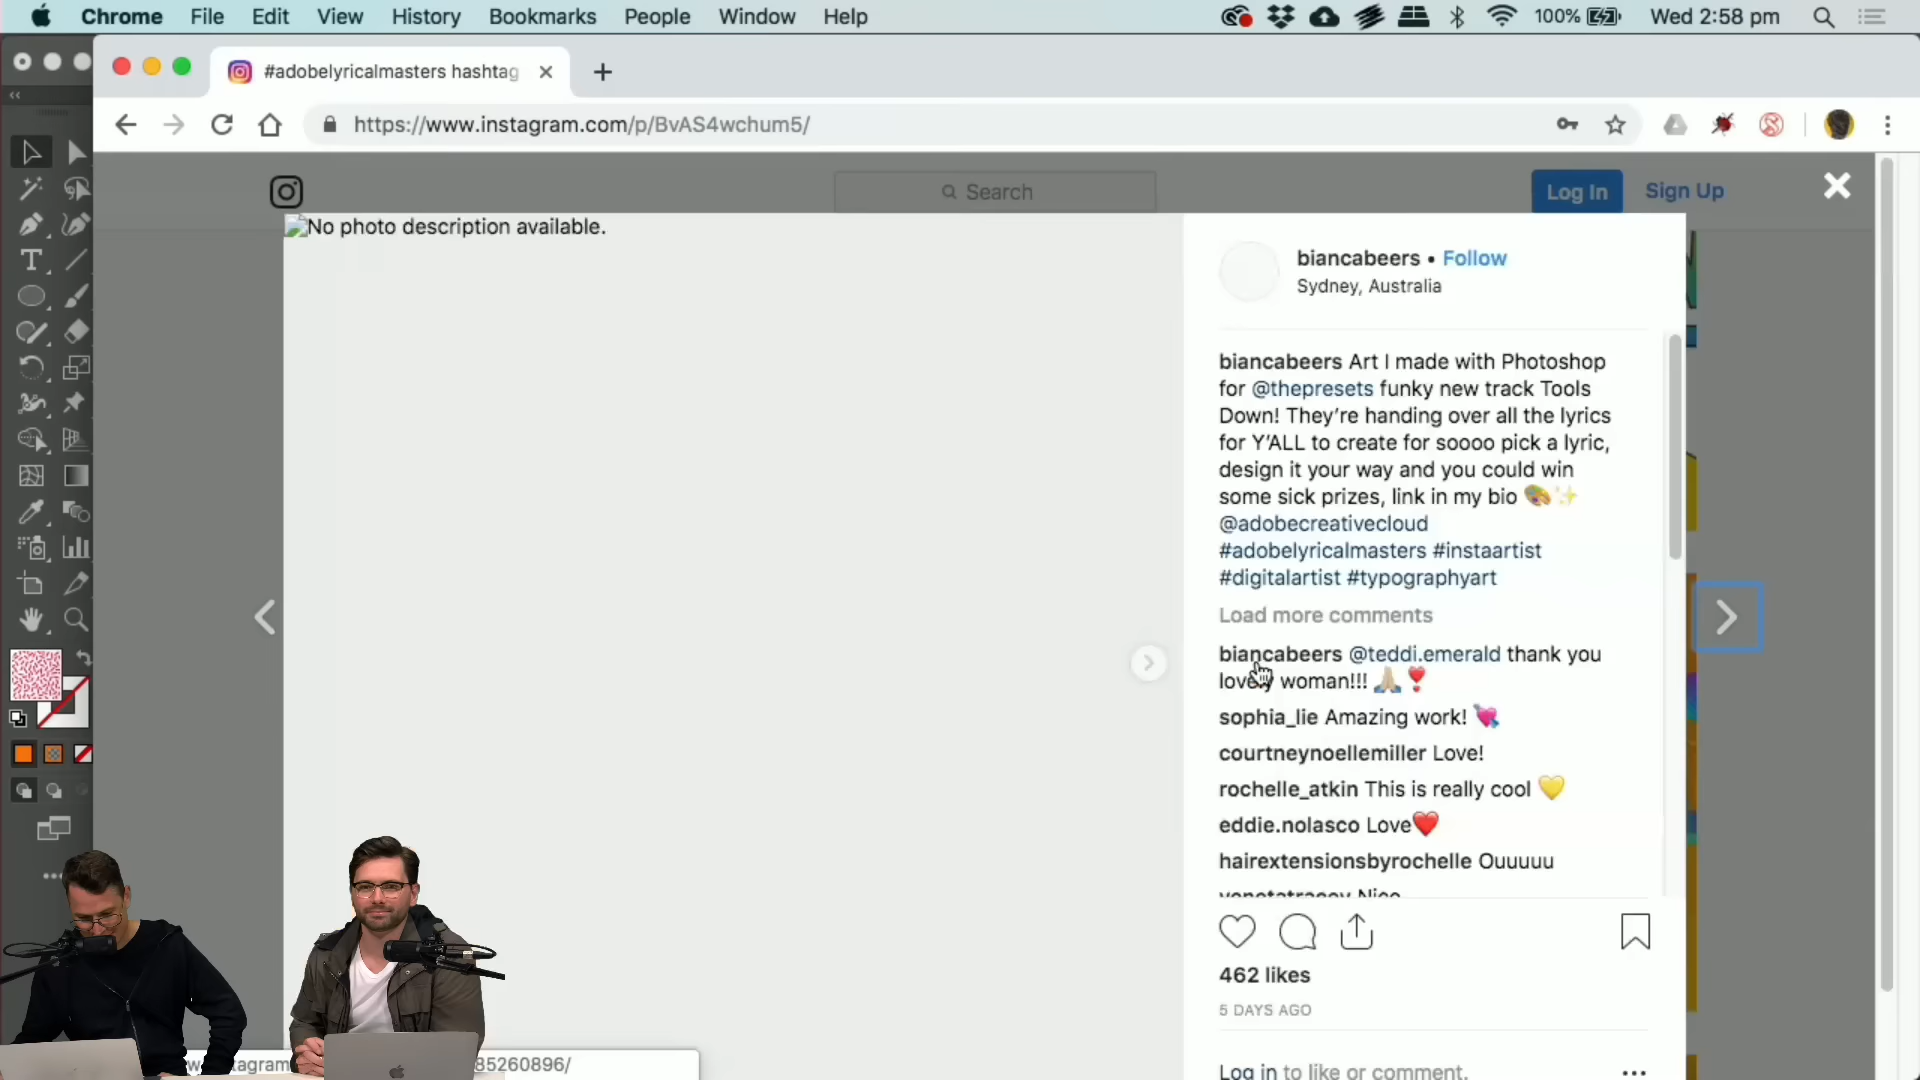 Chrome File Edit View History Bookmarks People Window Help
100% Wed 2:58 pm
#adobelyricalmasters hashtag
https://www.instagram.com/p/BvAS4wchum5/
Search
Log In Sign Up
No photo description available.
biancabeers • Follow
Sydney, Australia
biancabeers Art I made with Photoshop
for @thepresets funky new track Tools
Down! They're handing over all the lyrics
for Y'ALL to create for soooo pick a lyric,
design it your way and you could win
some sick prizes, link in my bio 🎨✨
@adobecreativecloud
#adobelyricalmasters #instaartist
#digitalartist #typographyart
Load more comments
biancabeers @teddi.emerald thank you
lovely woman!!! 🙏🏼❣️
sophia_lie Amazing work! 💘
courtneynoellemiller Love!
rochelle_atkin This is really cool 💛
eddie.nolasco Love❤️
hairextensionsbyrochelle Ouuuuu
462 likes
5 DAYS AGO
Log in to like or comment.
85260896/